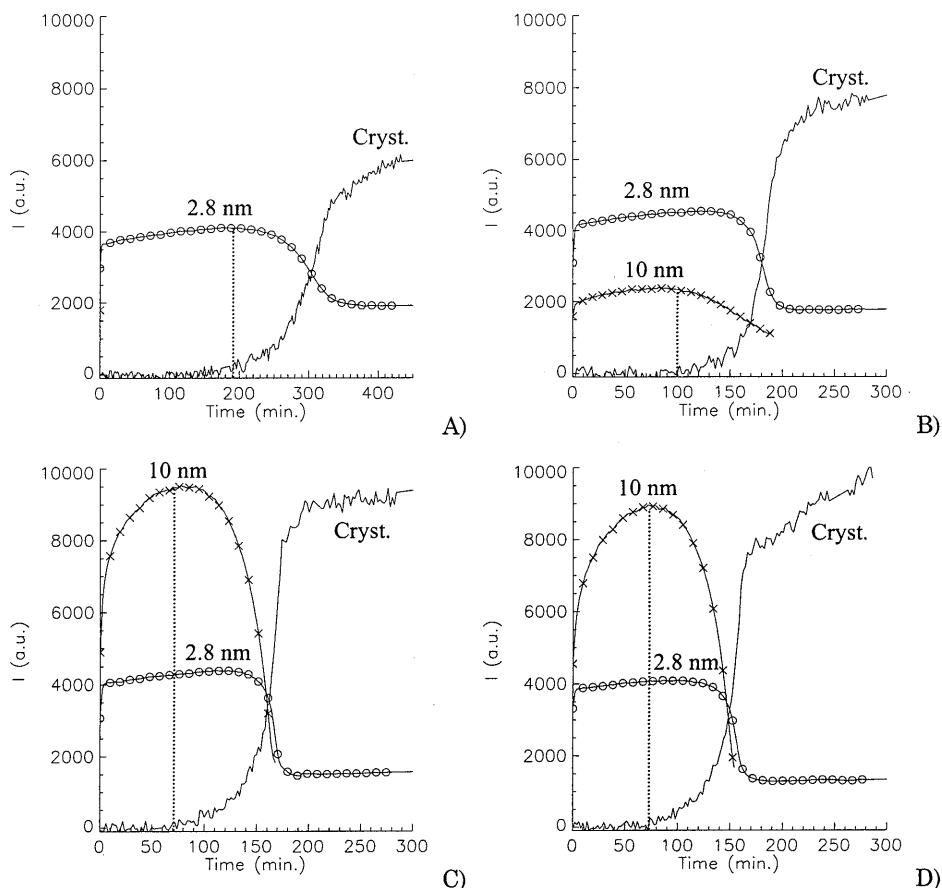 10000
8000
6000
4000
2000
0
I (a.u.)
Cryst.
2.8 nm
0 100 200 300 400
Time (min.)
A)
10000
8000
6000
4000
2000
0
I (a.u.)
Cryst.
2.8 nm
10 nm
0 50 100 150 200 250 300
Time (min.)
B)
10000
8000
6000
4000
2000
0
I (a.u.)
10 nm
Cryst.
2.8 nm
0 50 100 150 200 250 300
Time (min.)
C)
10000
8000
6000
4000
2000
0
I (a.u.)
10 nm
Cryst.
2.8 nm
0 50 100 150 200 250 300
Time (min.)
D)